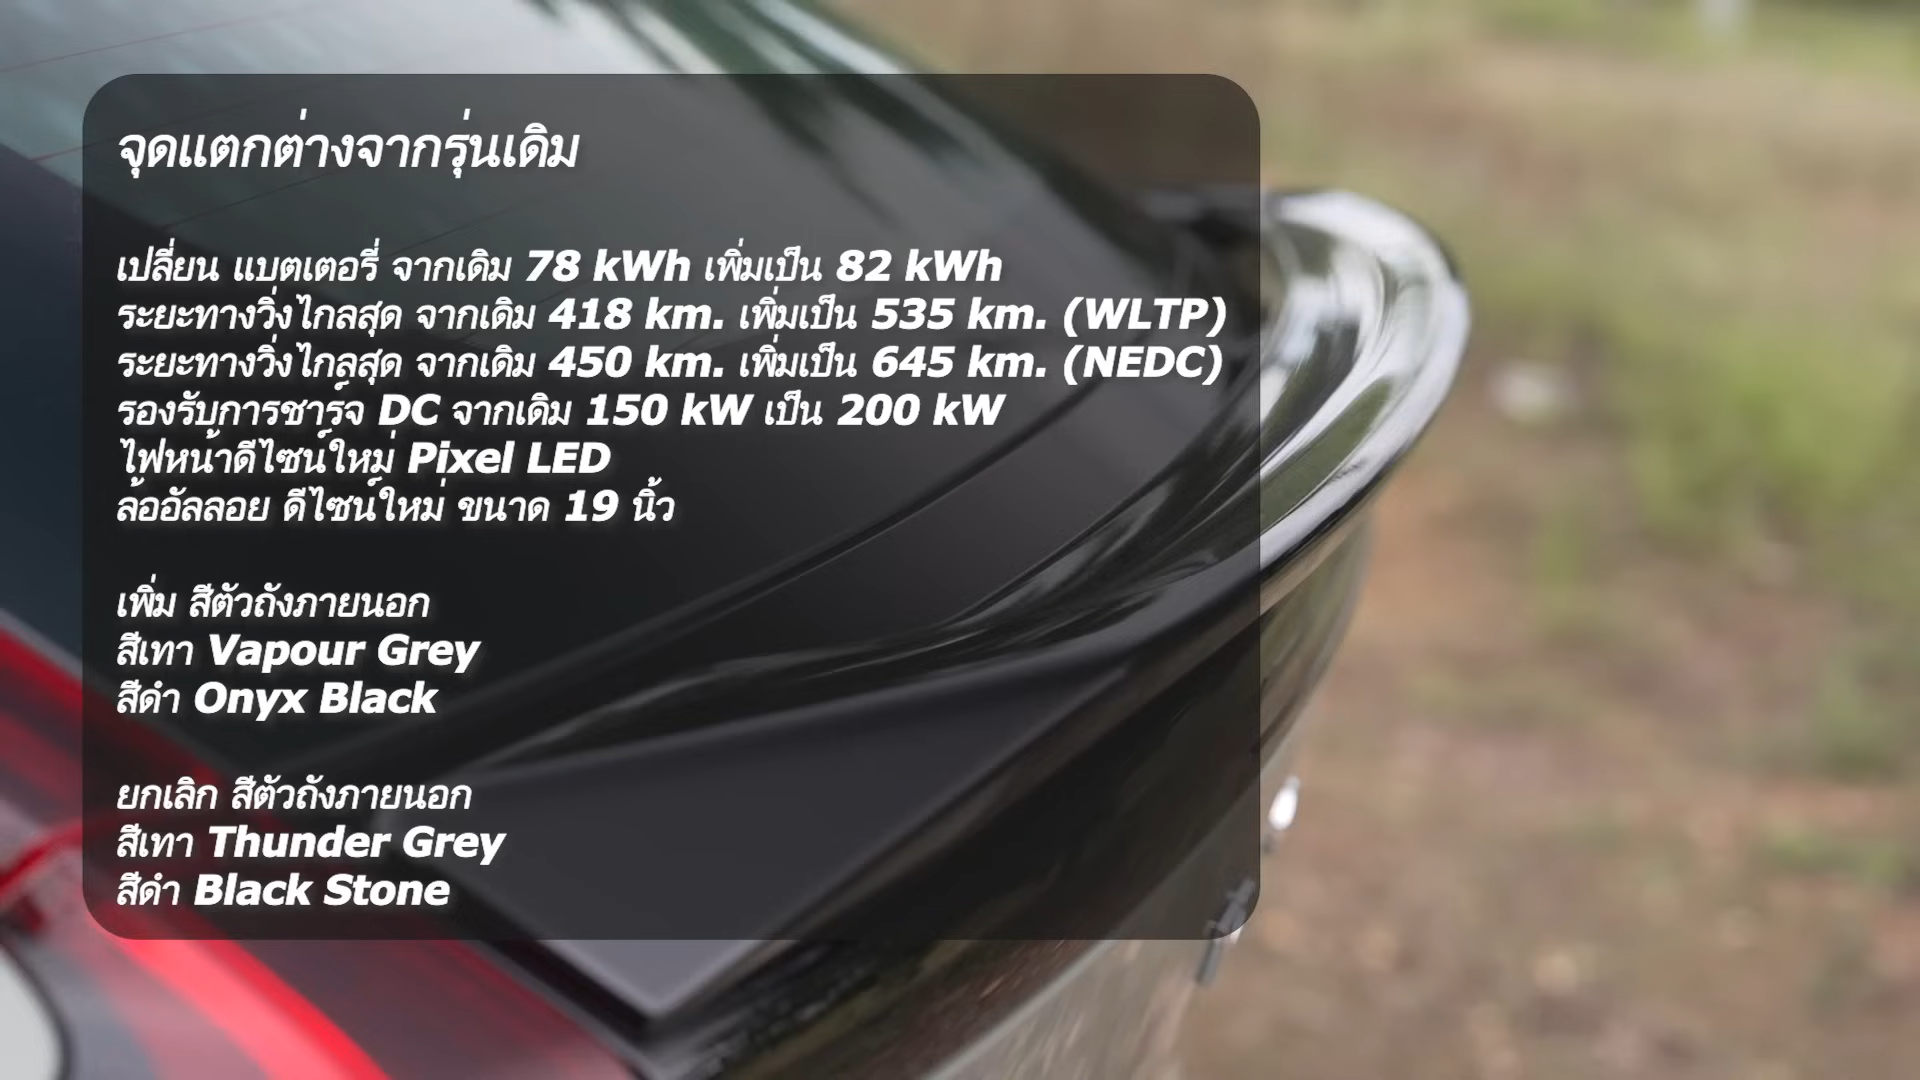 จุดแตกต่างจากรุ่นเดิม
เปลี่ยน แบตเตอรี่ จากเดิม 78 kWh เพิ่มเป็น 82 kWh
ระยะทางวิ่งไกลสุด จากเดิม 418 km. เพิ่มเป็น 535 km. (WLTP)
ระยะทางวิ่งไกลสุด จากเดิม 450 km. เพิ่มเป็น 645 km. (NEDC)
รองรับการชาร์จ DC จากเดิม 150 kW เป็น 200 kW
ไฟหน้าดีไซน์ใหม่ Pixel LED
ล้ออัลลอย ดีไซน์ใหม่ ขนาด 19 นิ้ว
เพิ่ม สีตัวถังภายนอก
สีเทา Vapour Grey
สีดำ Onyx Black
ยกเลิก สีตัวถังภายนอก
สีเทา Thunder Grey
สีดำ Black Stone